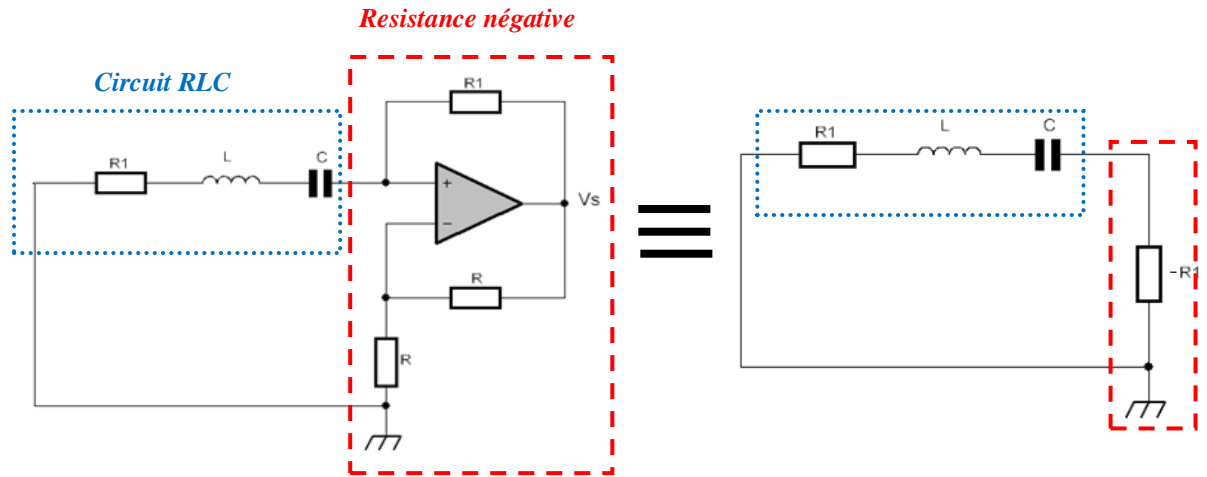 Resistance négative
Circuit RLC
R1
R1
L
C
+
−
Vs
R
R
R1
L
C
-R1